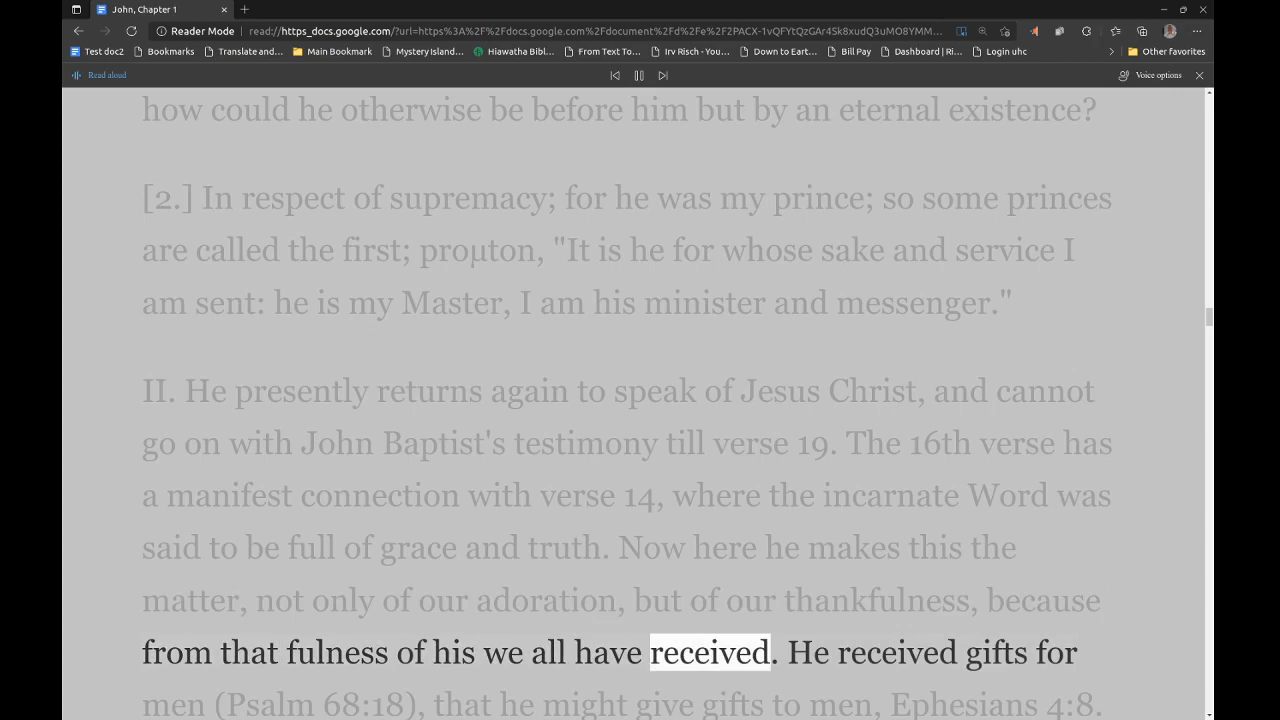 John, Chapter 1
Reader Mode
read://https_docs.google.com/?url=https%3A%2F%2Fdocs.google.com%2Fdocument%2Fd%2Fe%2F2PACX-1vQFYtQzGAr4Sk8xudQ3uMO8YMM...
Test doc2
Bookmarks
Translate and...
Main Bookmark
Mystery Island...
Hiawatha Bibl...
From Text To...
Irv Risch - You...
Down to Eart...
Bill Pay
Dashboard | Ri...
Login uhc
Other favorites
Read aloud
Voice options
how could he otherwise be before him but by an eternal existence?
[2.] In respect of supremacy; for he was my prince; so some princes
are called the first; proμton, "It is he for whose sake and service I
am sent: he is my Master, I am his minister and messenger."
II. He presently returns again to speak of Jesus Christ, and cannot
go on with John Baptist's testimony till verse 19. The 16th verse has
a manifest connection with verse 14, where the incarnate Word was
said to be full of grace and truth. Now here he makes this the
matter, not only of our adoration, but of our thankfulness, because
from that fulness of his we all have received. He received gifts for
men (Psalm 68:18), that he might give gifts to men, Ephesians 4:8.